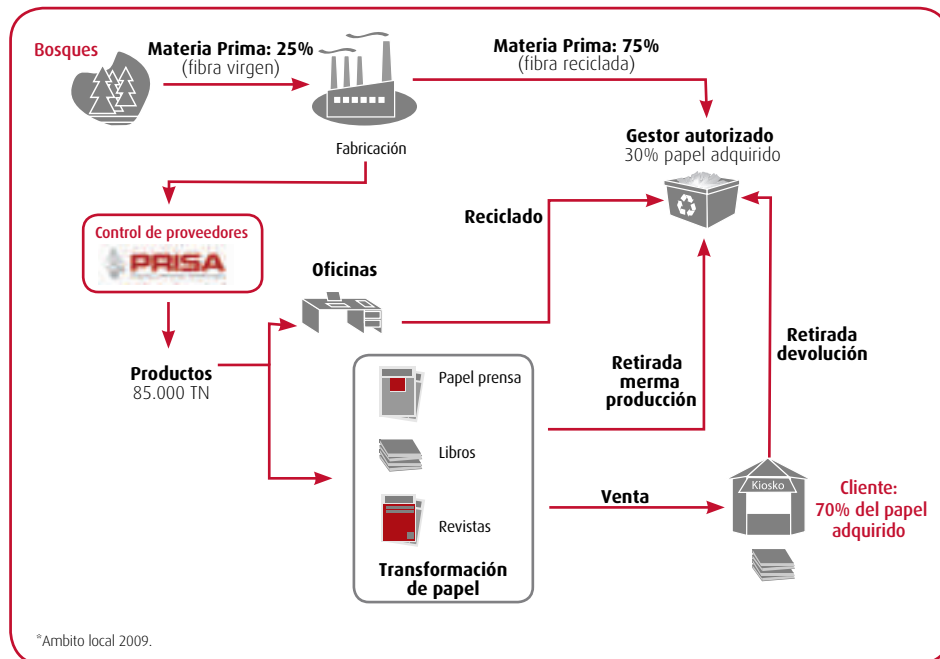 Bosques
Materia Prima: 25%
(fibra virgen)
Materia Prima: 75%
(fibra reciclada)
Fabricación
Gestor autorizado
30% papel adquirido
Control de proveedores
PRISA
Reciclado
Oficinas
Productos
85.000 TN
Papel prensa
Libros
Revistas
Transformación
de papel
Retirada
merma
producción
Retirada
devolución
Venta
Kiosko
Cliente:
70% del papel
adquirido
*Ambito local 2009.